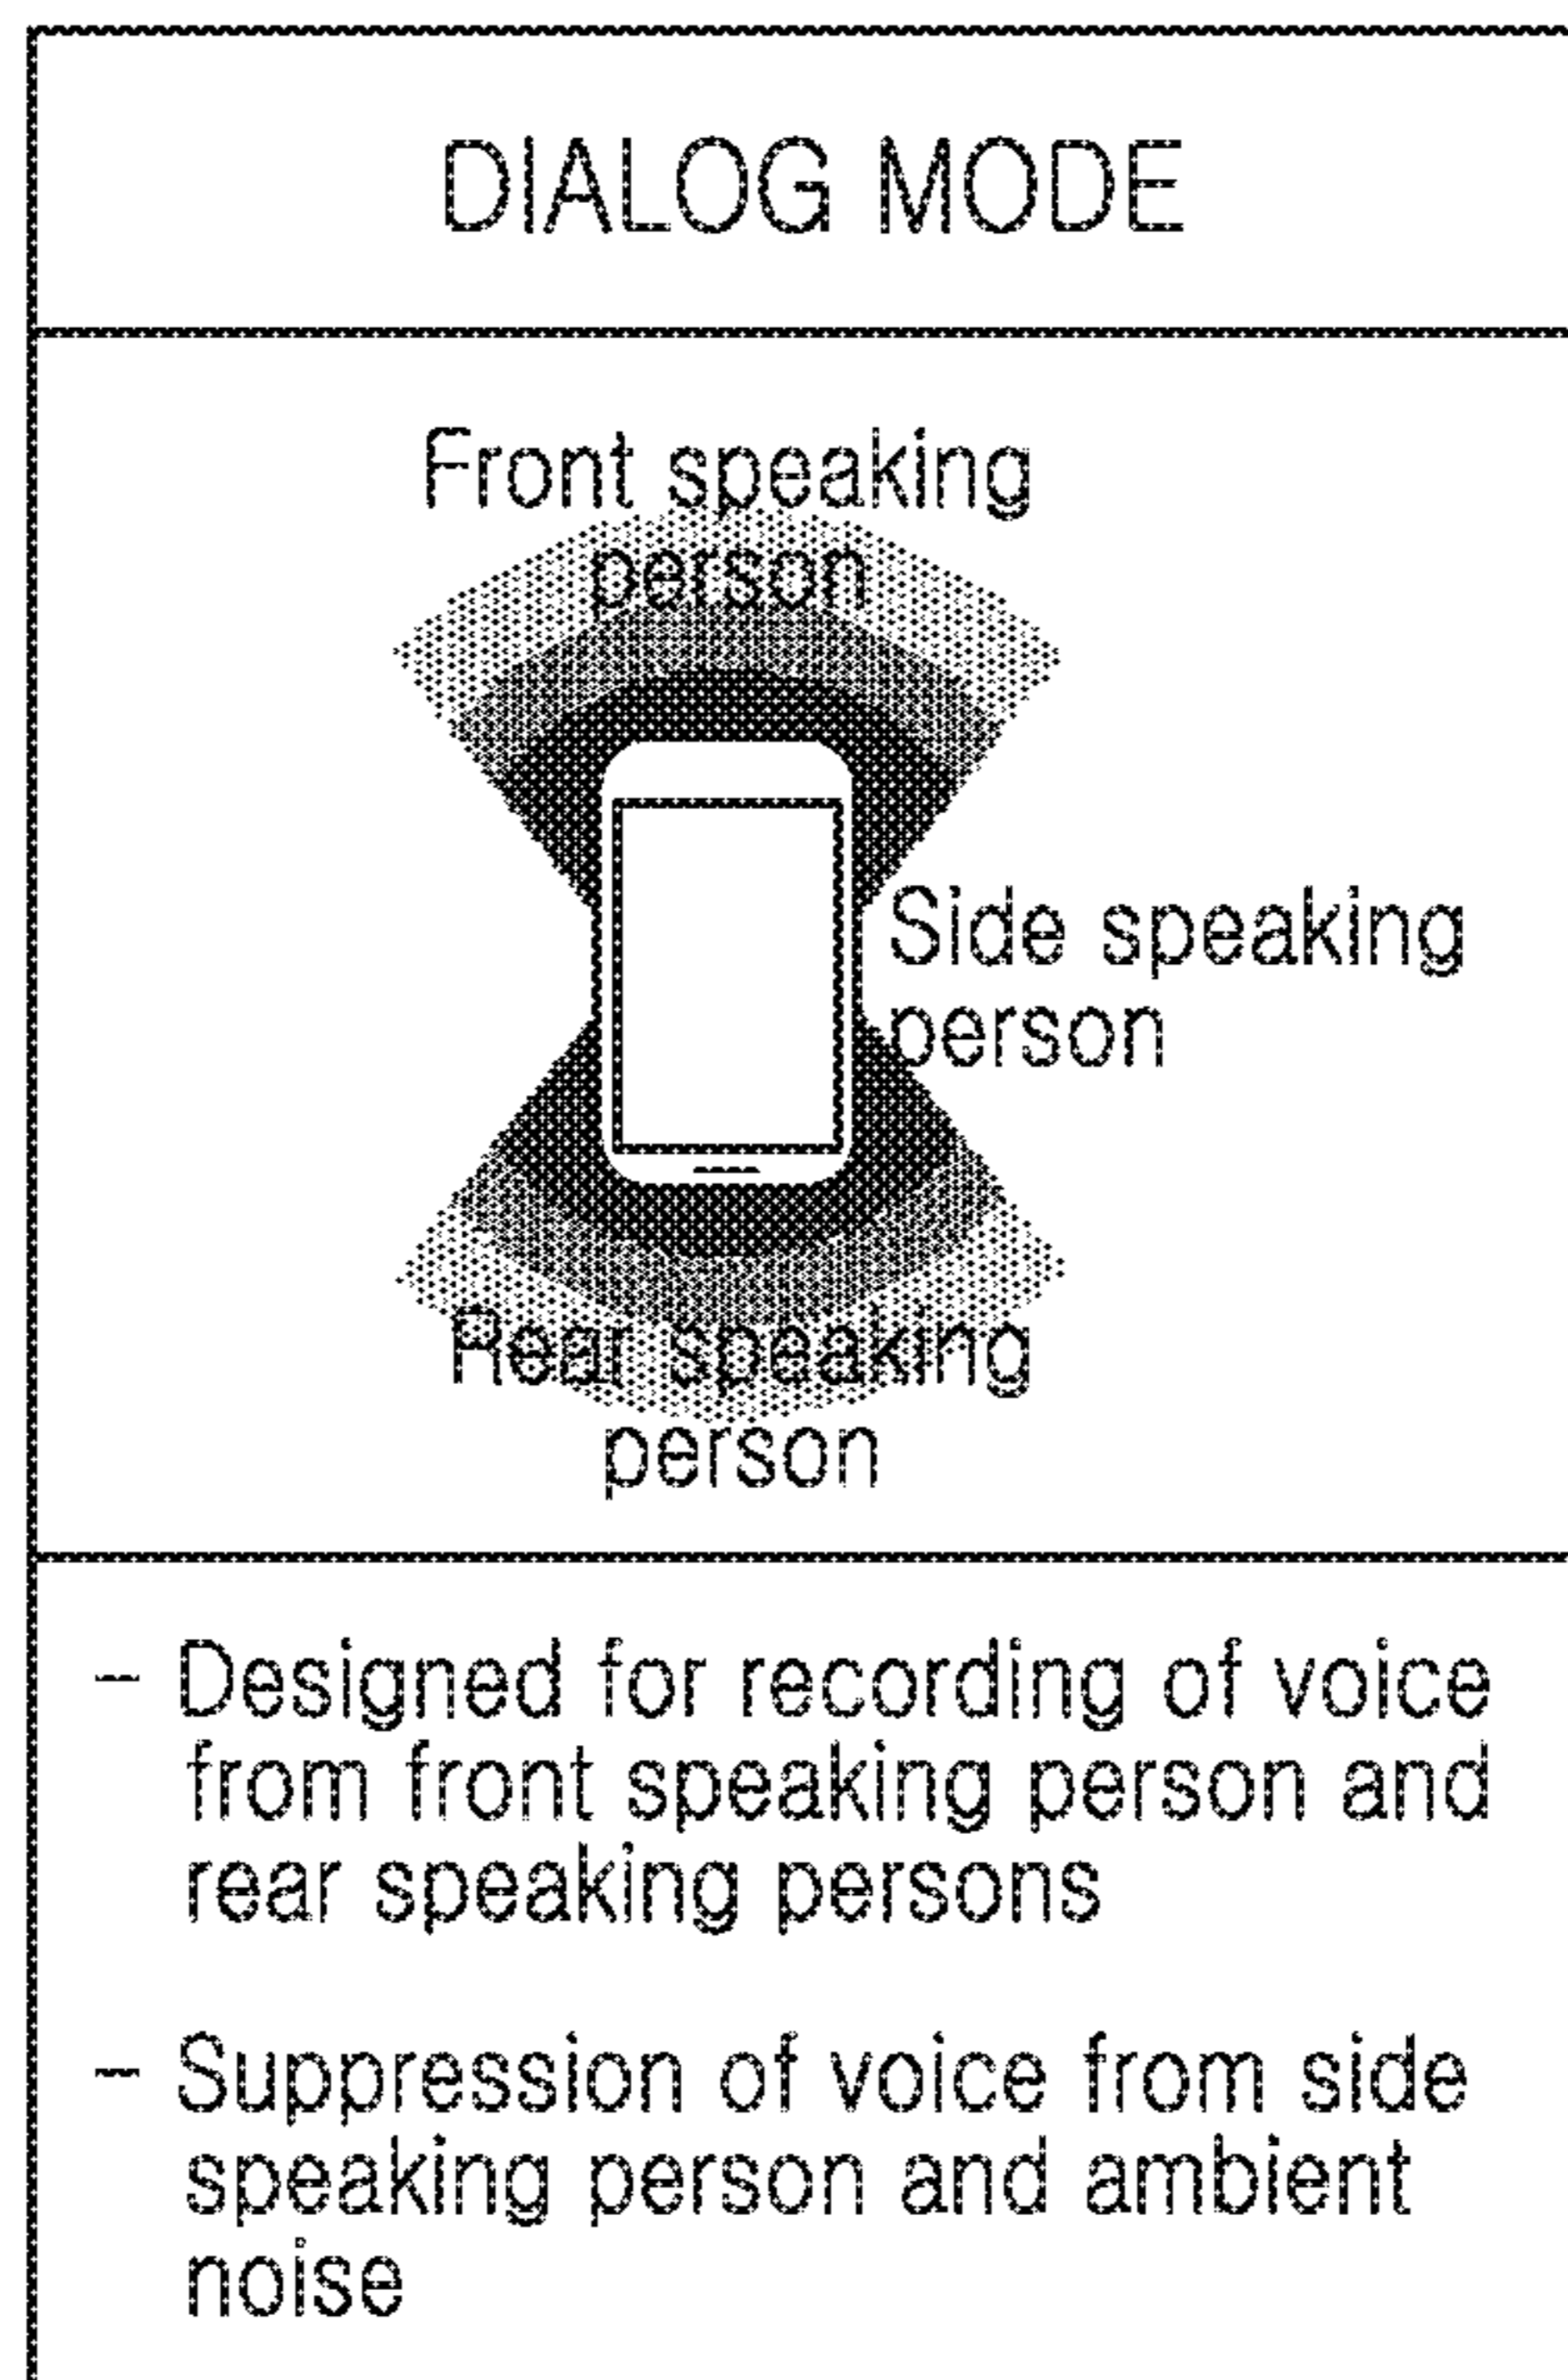 DIALOG MODE
Front speaking
person
Side speaking
person
Rear speaking
person
- Designed for recording of voice
from front speaking person and
rear speaking persons
- Suppression of voice from side
speaking person and ambient
noise